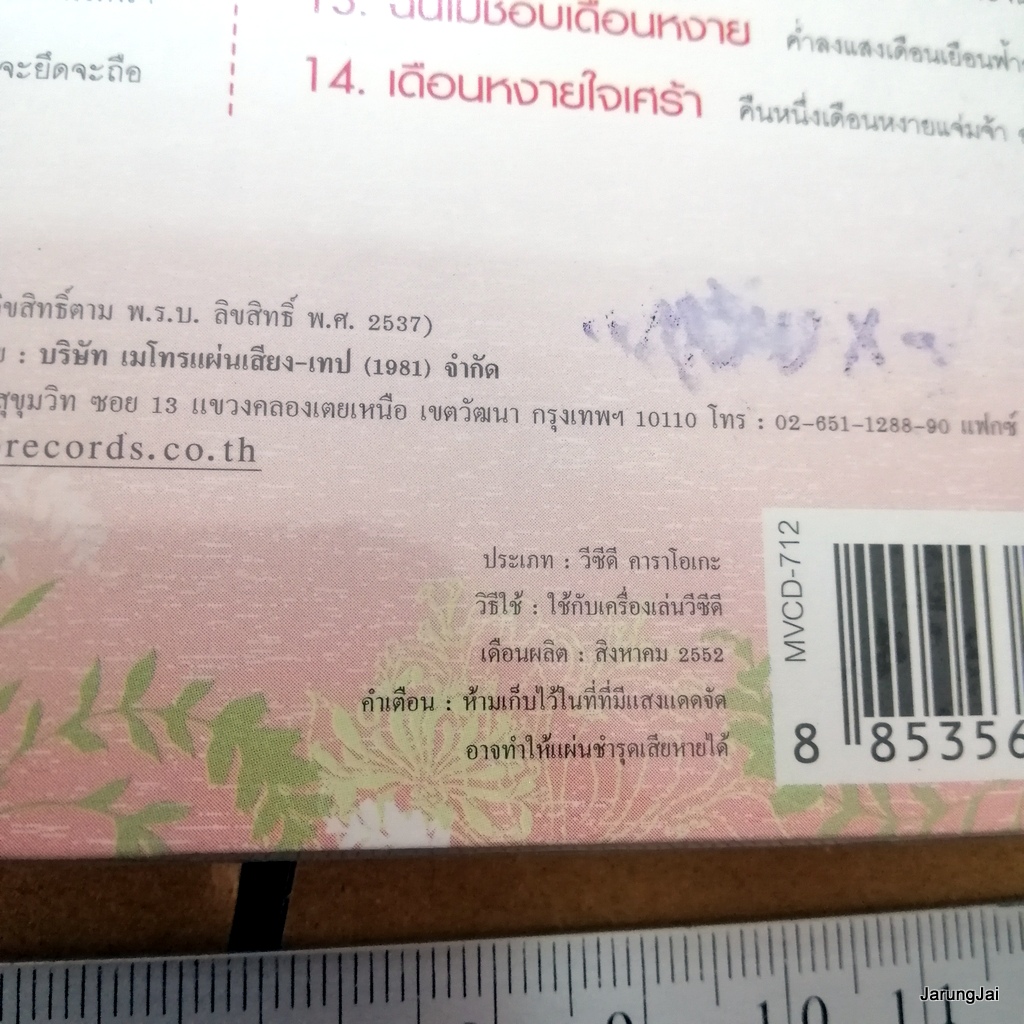 13. ฉันไม่ชอบเดือนหงาย ค่ำลงแสงเดือนเยือนฟ้า
จะยึดจะถือ
14. เดือนหงายใจเศร้า คืนหนึ่งเดือนหงายแจ่มจ้า
ขสิทธิ์ตาม พ.ร.บ. ลิขสิทธิ์ พ.ศ. 2537)
: บริษัท เมโทรแผ่นเสียง-เทป (1981) จำกัด
สุขุมวิท ซอย 13 แขวงคลองเตยเหนือ เขตวัฒนา กรุงเทพฯ 10110 โทร : 02-651-1288-90 แฟกซ์
records.co.th
ประเภท : วีซีดี คาราโอเกะ
วิธีใช้ : ใช้กับเครื่องเล่นวีซีดี
เดือนผลิต : สิงหาคม 2552
คำเตือน : ห้ามเก็บไว้ในที่ที่มีแสงแดดจัด
อาจทำให้แผ่นชำรุดเสียหายได้
MVCD-712
8 85356
10 11
JarungJai